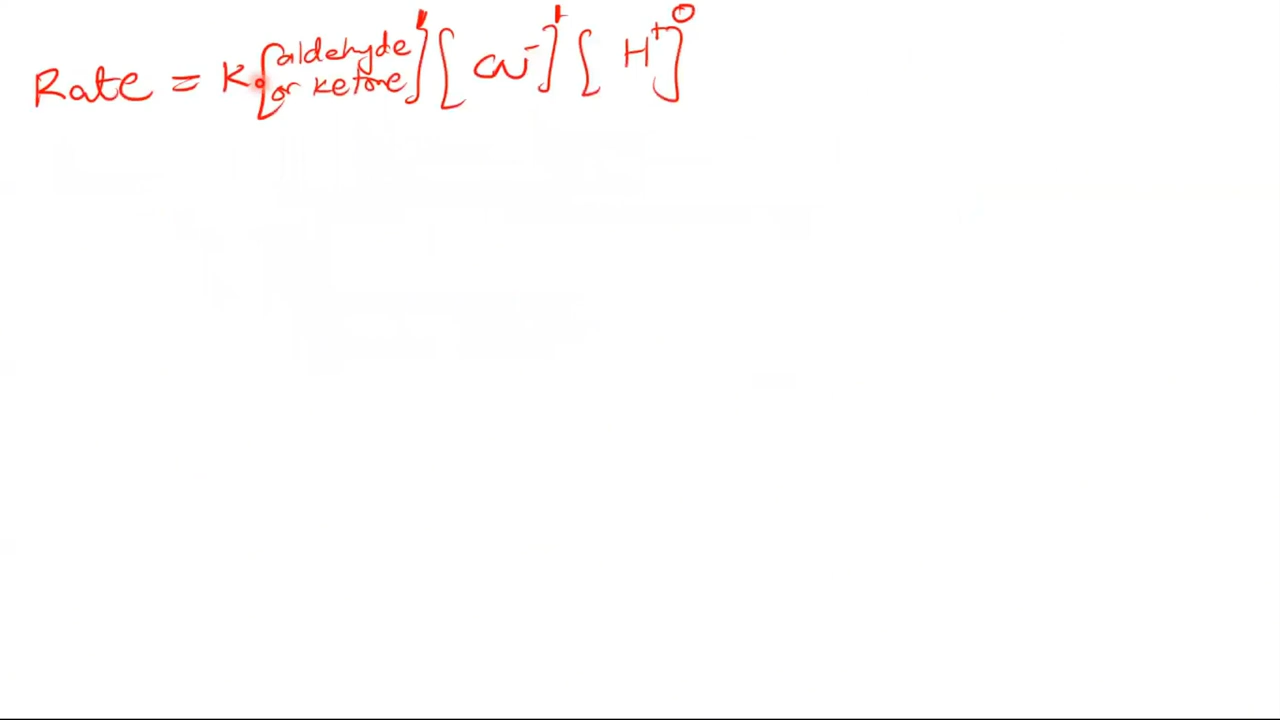 Rate = K [aldehyde or ketone]¹ [CN⁻]¹ [H⁺]⁰